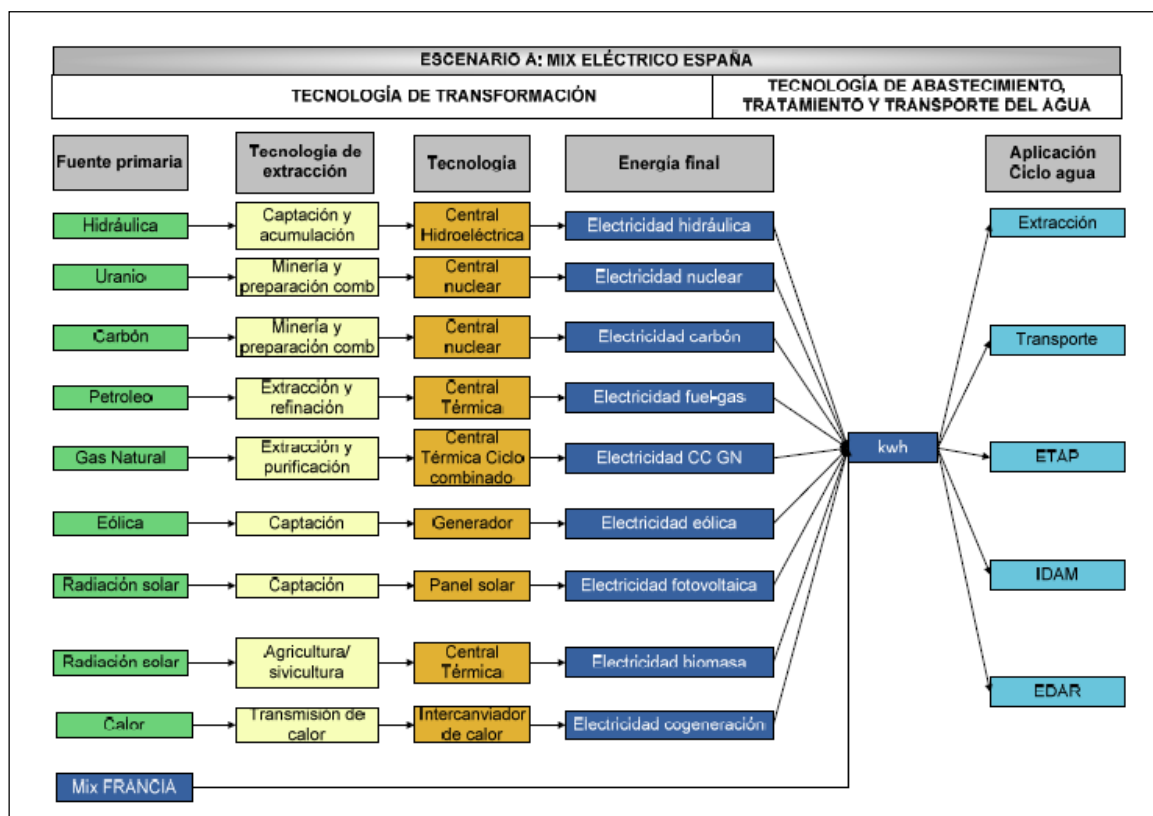 ESCENARIO A: MIX ELÉCTRICO ESPAÑA
TECNOLOGÍA DE TRANSFORMACIÓN
TECNOLOGÍA DE ABASTECIMIENTO,
TRATAMIENTO Y TRANSPORTE DEL AGUA
Fuente primaria
Tecnología de
extracción
Tecnología
Energía final
Aplicación
Ciclo agua
Hidráulica
Captación y
acumulación
Central
Hidroeléctrica
Electricidad hidráulica
Extracción
Uranio
Minería y
preparación comb
Central
nuclear
Electricidad nuclear
Carbón
Minería y
preparación comb
Central
nuclear
Electricidad carbón
Transporte
Petroleo
Extracción y
refinación
Central
Térmica
Electricidad fuel-gas
Gas Natural
Extracción y
purificación
Central
Térmica Ciclo
combinado
Electricidad CC GN
kwh
ETAP
Eólica
Captación
Generador
Electricidad eólica
Radiación solar
Captación
Panel solar
Electricidad fotovoltaica
IDAM
Radiación solar
Agricultura/
sivicultura
Central
Térmica
Electricidad biomasa
EDAR
Calor
Transmisión de
calor
Intercanviador
de calor
Electricidad cogeneración
Mix FRANCIA